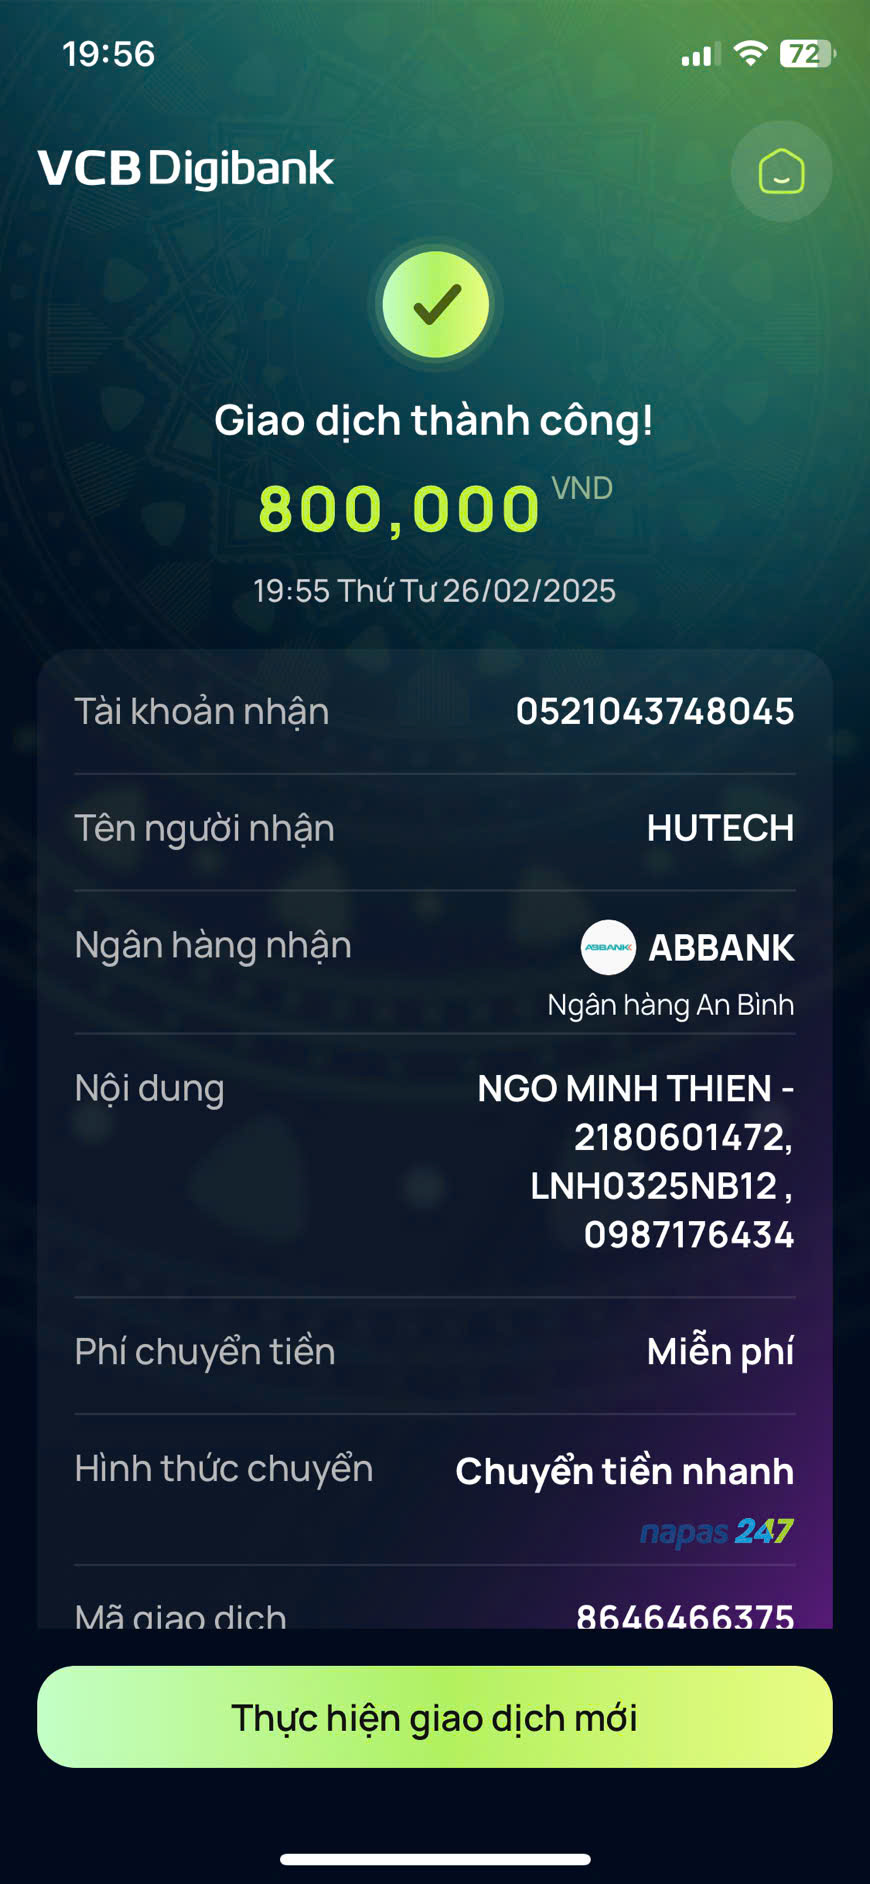 19:56
72
VCB Digibank
Giao dịch thành công!
800,000 VND
19:55 Thứ Tư 26/02/2025
Tài khoản nhận 0521043748045
Tên người nhận HUTECH
Ngân hàng nhận ABBANK ABBANK
Ngân hàng An Bình
Nội dung NGO MINH THIEN -
2180601472,
LNH0325NB12 ,
0987176434
Phí chuyển tiền Miễn phí
Hình thức chuyển Chuyển tiền nhanh
napas 247
Mã giao dịch 8646466375
Thực hiện giao dịch mới